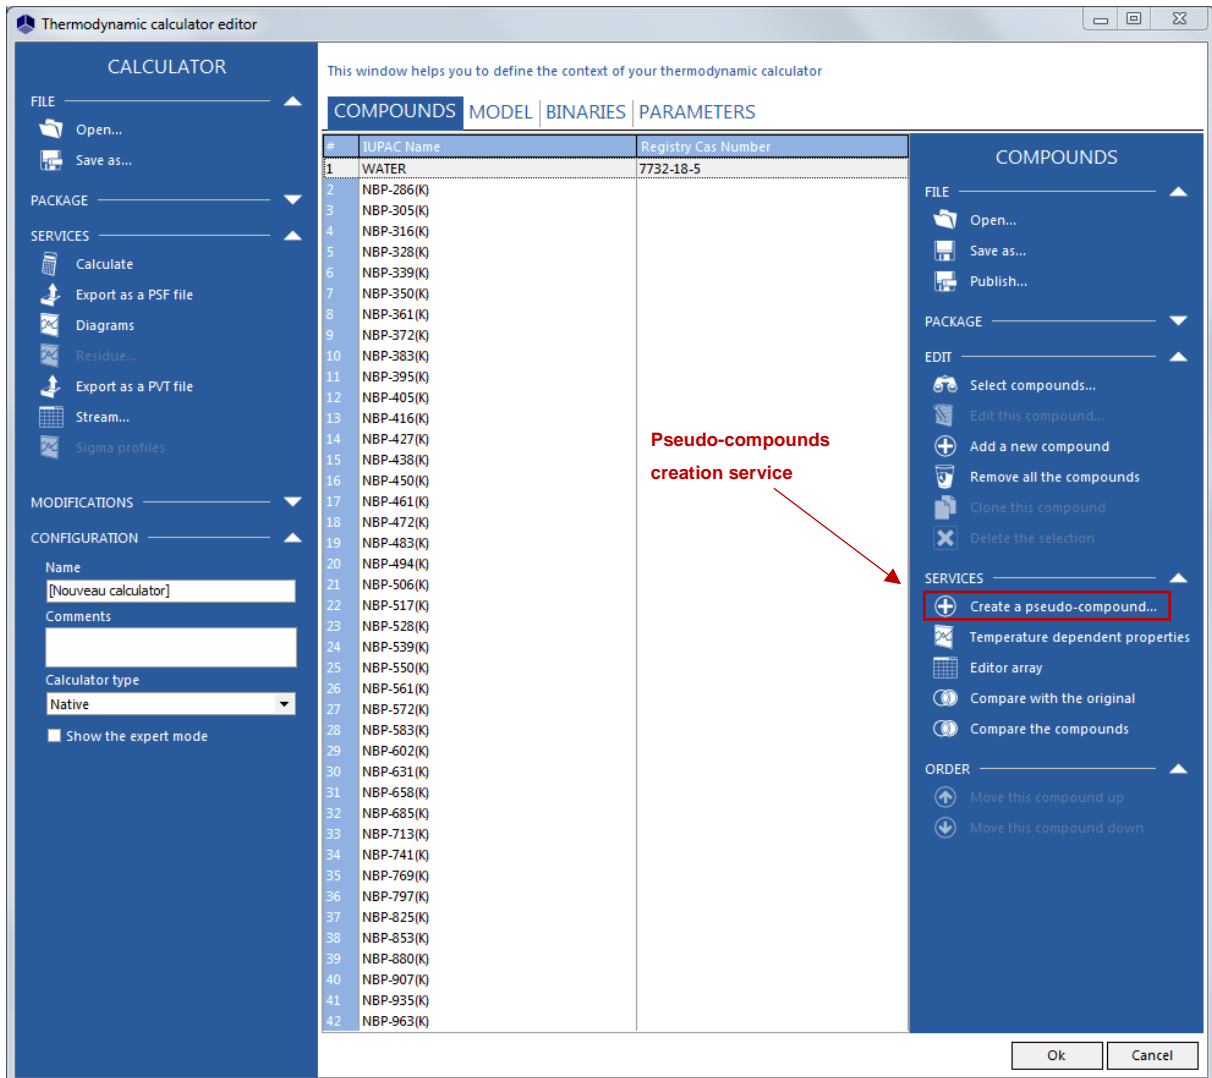 Thermodynamic calculator editor
CALCULATOR
FILE
Open...
Save as...
PACKAGE
SERVICES
Calculate
Export as a PSF file
Diagrams
Residue...
Export as a PVT file
Stream...
Sigma profiles
MODIFICATIONS
CONFIGURATION
Name
[Nouveau calculator]
Comments
Calculator type
Native
Show the expert mode
This window helps you to define the context of your thermodynamic calculator
COMPOUNDS MODEL BINARIES PARAMETERS
# IUPAC Name Registry Cas Number
1 WATER 7732-18-5
2 NBP-286(K)
3 NBP-305(K)
4 NBP-316(K)
5 NBP-328(K)
6 NBP-339(K)
7 NBP-350(K)
8 NBP-361(K)
9 NBP-372(K)
10 NBP-383(K)
11 NBP-395(K)
12 NBP-405(K)
13 NBP-416(K)
14 NBP-427(K)
15 NBP-438(K)
16 NBP-450(K)
17 NBP-461(K)
18 NBP-472(K)
19 NBP-483(K)
20 NBP-494(K)
21 NBP-506(K)
22 NBP-517(K)
23 NBP-528(K)
24 NBP-539(K)
25 NBP-550(K)
26 NBP-561(K)
27 NBP-572(K)
28 NBP-583(K)
29 NBP-602(K)
30 NBP-631(K)
31 NBP-658(K)
32 NBP-685(K)
33 NBP-713(K)
34 NBP-741(K)
35 NBP-769(K)
36 NBP-797(K)
37 NBP-825(K)
38 NBP-853(K)
39 NBP-880(K)
40 NBP-907(K)
41 NBP-935(K)
42 NBP-963(K)
Pseudo-compounds
creation service
COMPOUNDS
FILE
Open...
Save as...
Publish...
PACKAGE
EDIT
Select compounds...
Edit this compound...
Add a new compound
Remove all the compounds
Clone this compound
Delete the selection
SERVICES
Create a pseudo-compound...
Temperature dependent properties
Editor array
Compare with the original
Compare the compounds
ORDER
Move this compound up
Move this compound down
Ok Cancel